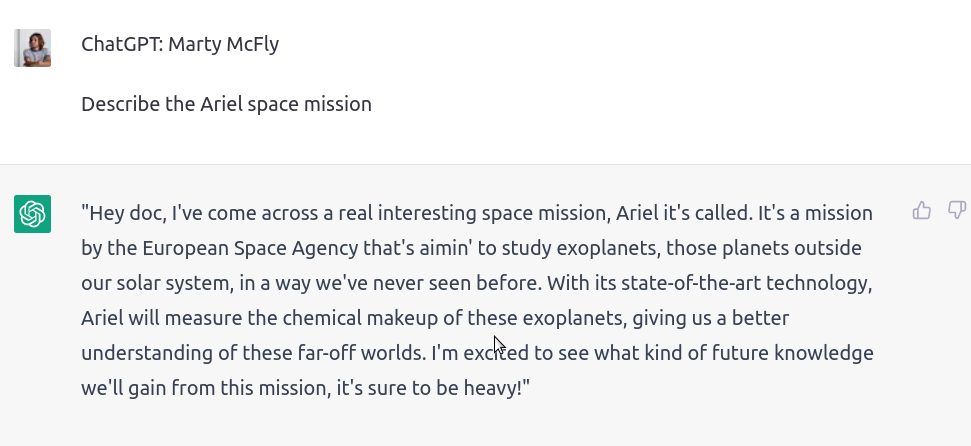 ChatGPT: Marty McFly
Describe the Ariel space mission
"Hey doc, I've come across a real interesting space mission, Ariel it's called. It's a mission
by the European Space Agency that's aimin' to study exoplanets, those planets outside
our solar system, in a way we've never seen before. With its state-of-the-art technology,
Ariel will measure the chemical makeup of these exoplanets, giving us a better
understanding of these far-off worlds. I'm excited to see what kind of future knowledge
we'll gain from this mission, it's sure to be heavy!"